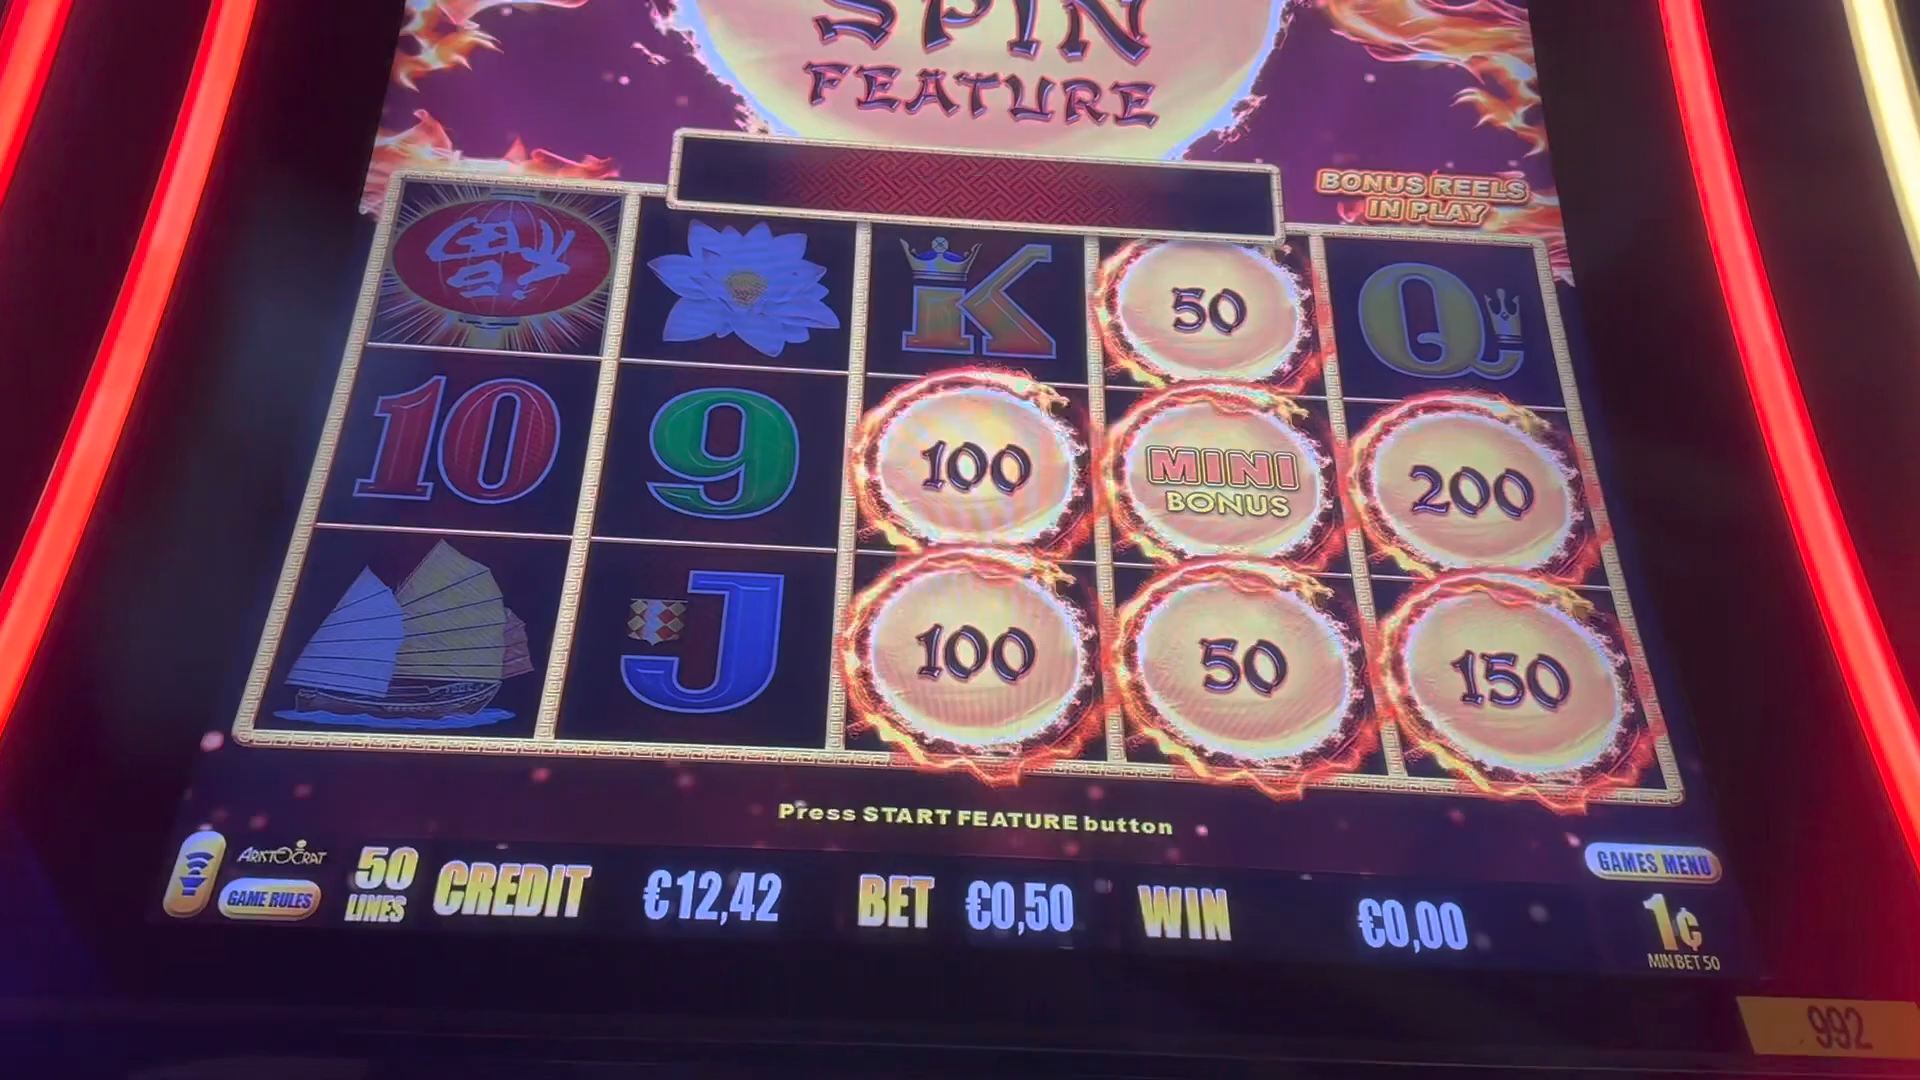 SPIN
FEATURE
BONUS REELS
IN PLAY
K
50
Q
10
9
100
MINI
BONUS
200
J
100
50
150
Press START FEATURE button
ARISTOCRAT
GAME RULES
50
LINES
CREDIT
€12,42
BET
€0,50
WIN
€0,00
GAMES MENU
1¢
MIN BET 50
992